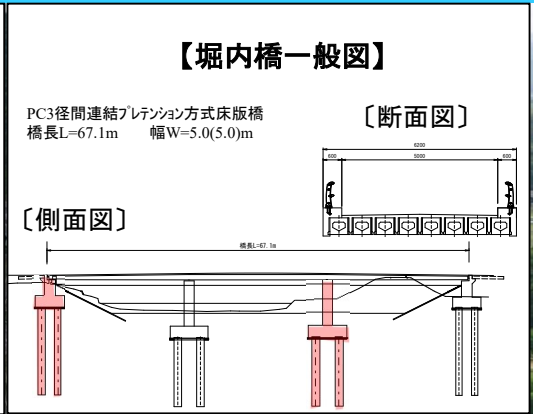 【堀内橋一般図】
PC3径間連結プレテンション方式床版橋
橋長L=67.1m 幅W=5.0(5.0)m
〔断面図〕
6200
600 5000 600
〔側面図〕
橋長L=67.1m